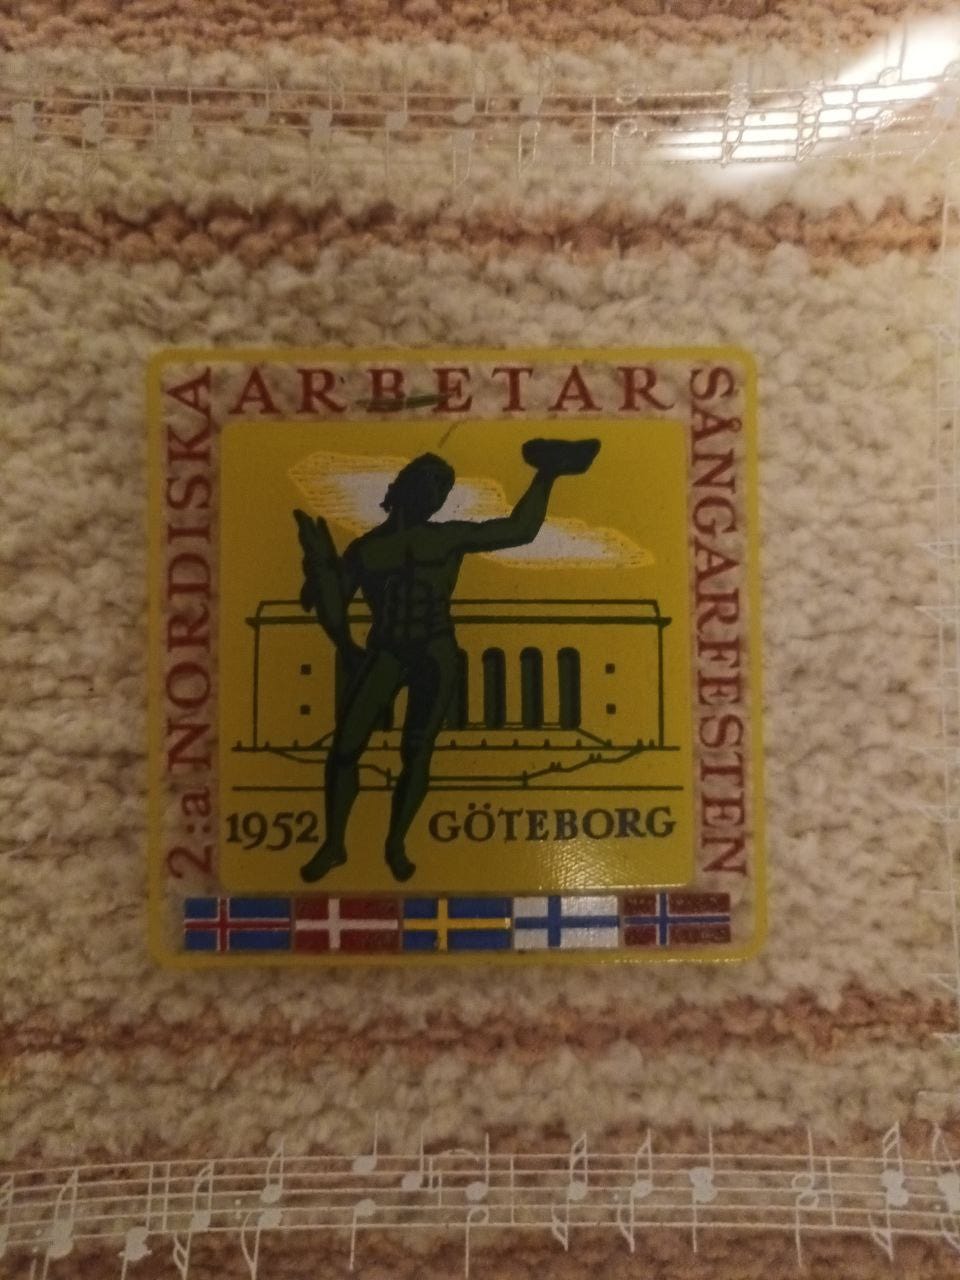 2:a NORDISKA
ARBETAR
SÅNGARFESTEN
1952 GÖTEBORG